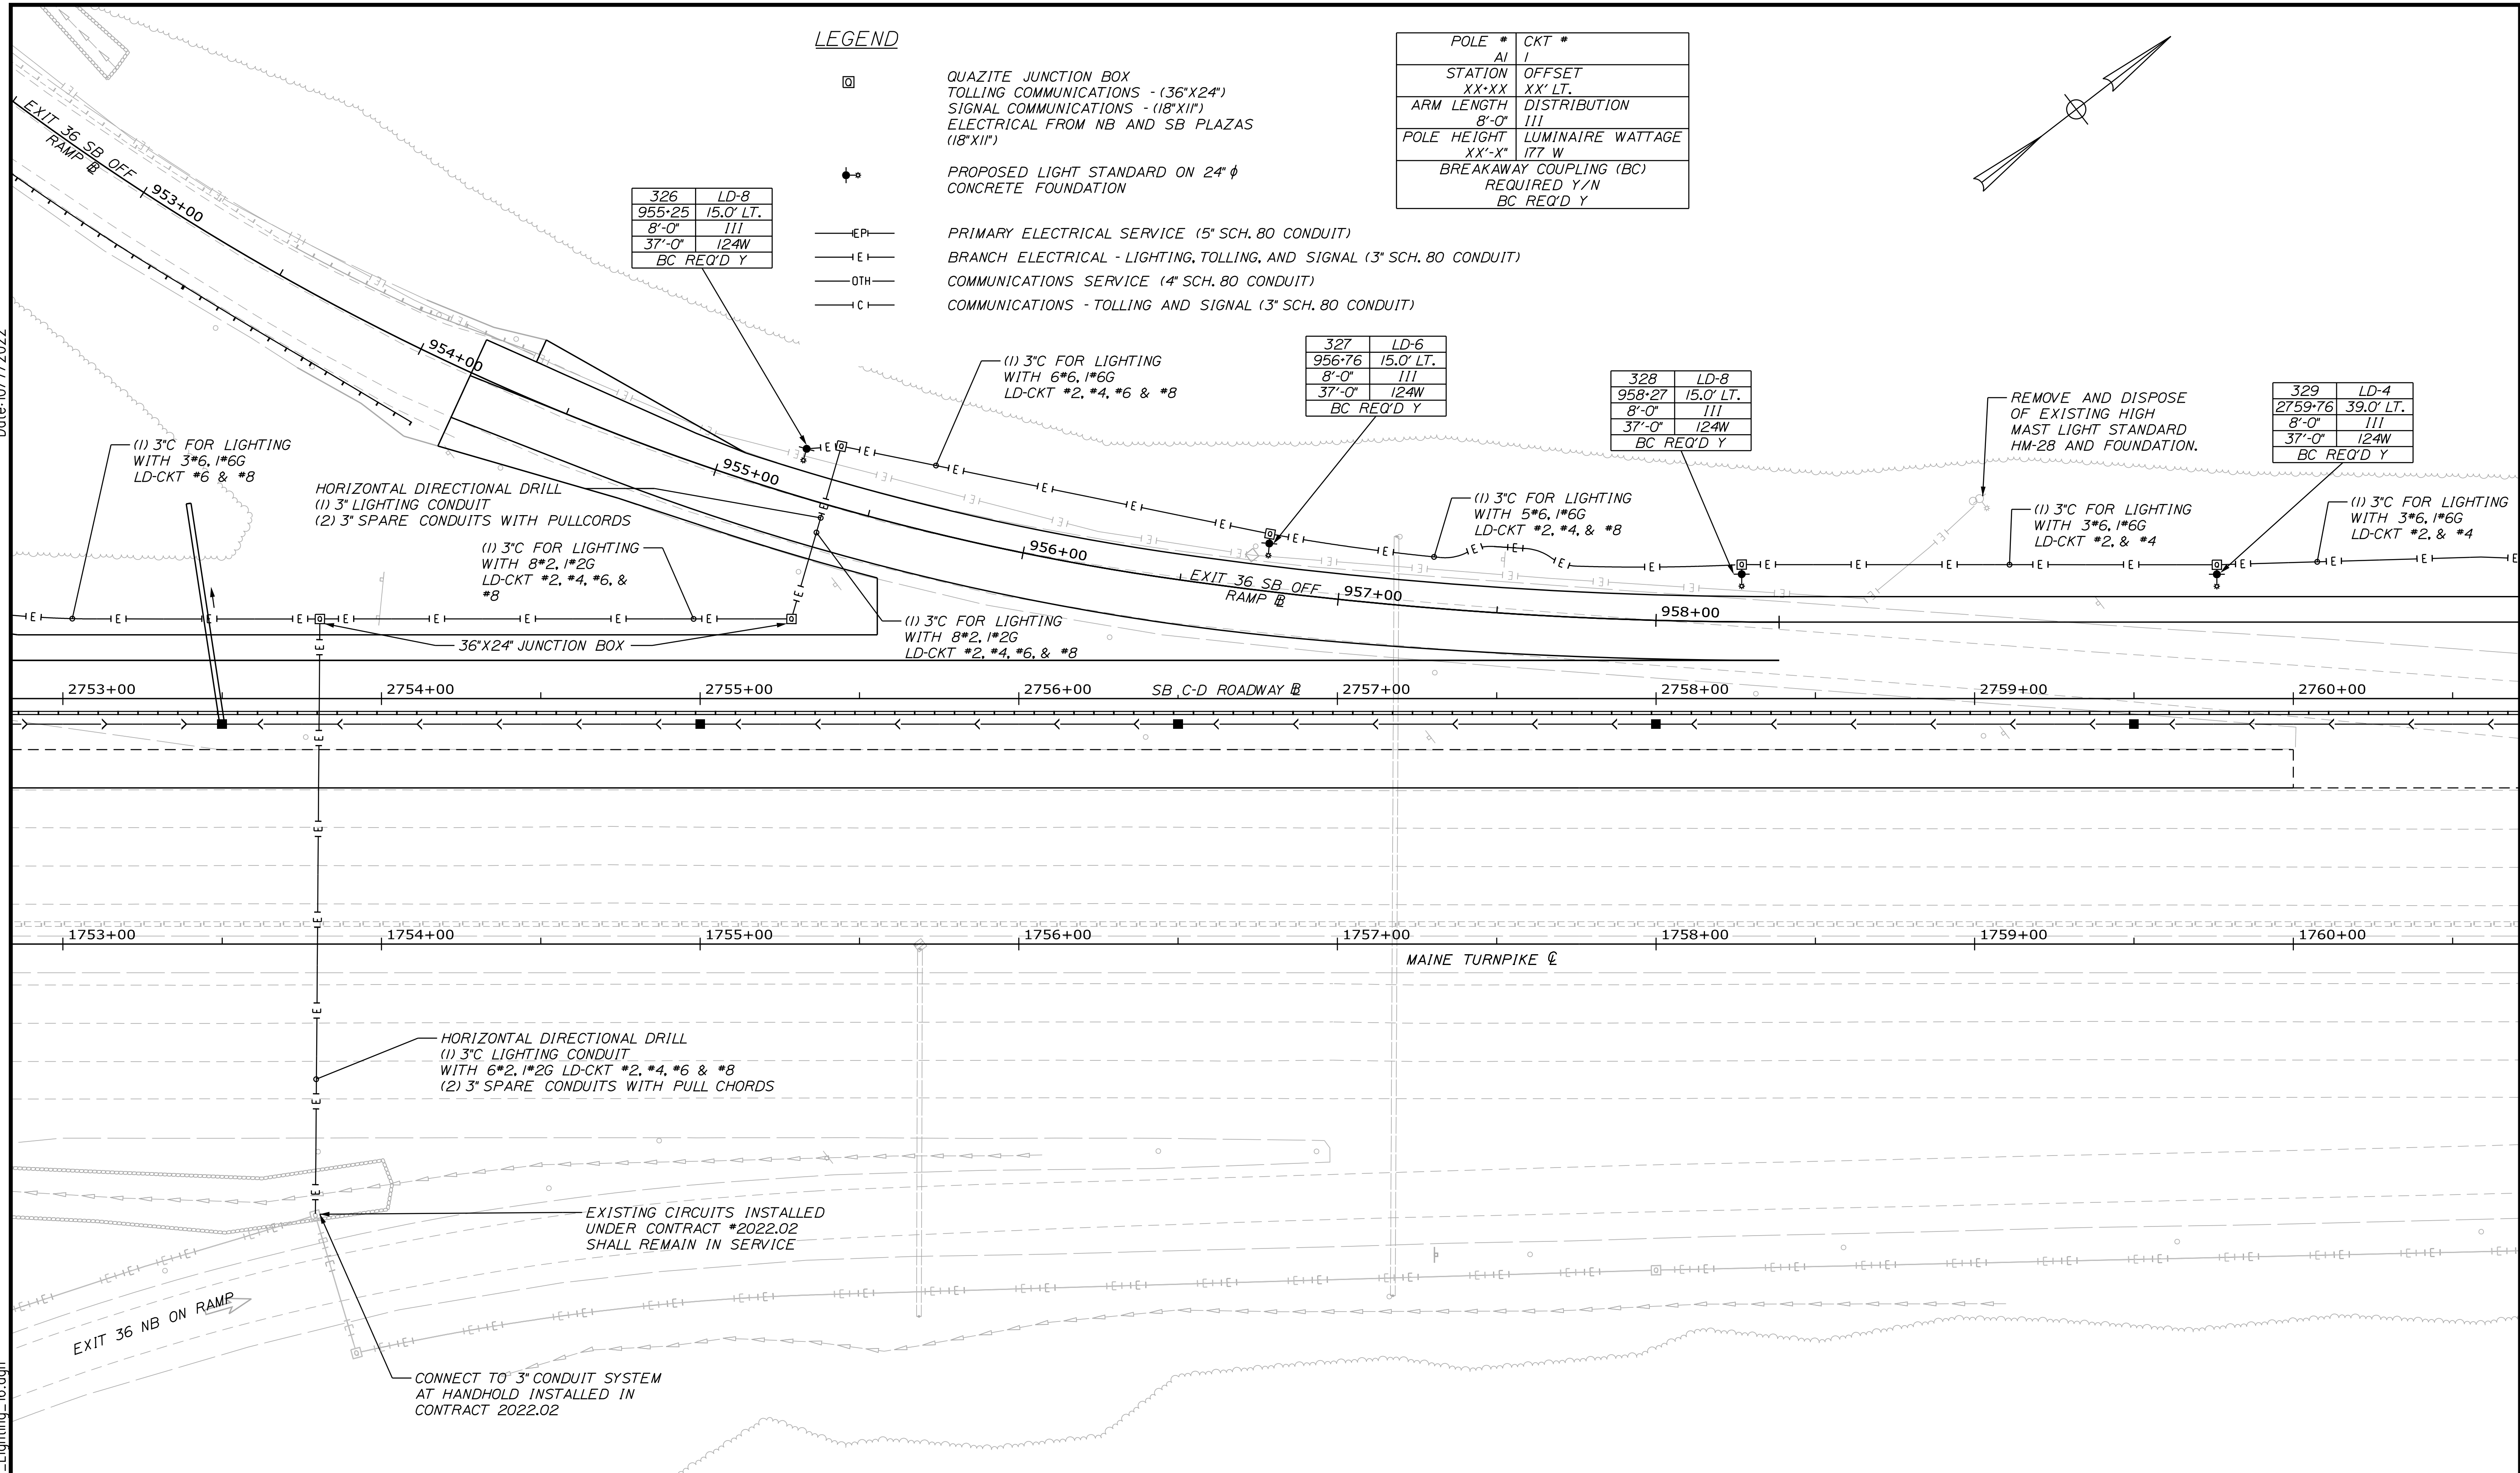 LEGEND
QUAZITE JUNCTION BOX
TOLLING COMMUNICATIONS - (36"X24")
SIGNAL COMMUNICATIONS - (18"X11")
ELECTRICAL FROM NB AND SB PLAZAS
(18"X11")
PROPOSED LIGHT STANDARD ON 24" ϕ
CONCRETE FOUNDATION
EP
PRIMARY ELECTRICAL SERVICE (5" SCH. 80 CONDUIT)
E
BRANCH ELECTRICAL - LIGHTING, TOLLING, AND SIGNAL (3" SCH. 80 CONDUIT)
OTH
COMMUNICATIONS SERVICE (4" SCH. 80 CONDUIT)
C
COMMUNICATIONS - TOLLING AND SIGNAL (3" SCH. 80 CONDUIT)
POLE # CKT #
A1 1
STATION OFFSET
XX+XX XX' LT.
ARM LENGTH DISTRIBUTION
8'-0" III
POLE HEIGHT LUMINAIRE WATTAGE
XX'-X" 177 W
BREAKAWAY COUPLING (BC)
REQUIRED Y/N
BC REQ'D Y
EXIT 36 SB OFF
RAMP ℄
953+00
954+00
955+00
956+00
957+00
958+00
326 LD-8
955+25 15.0' LT.
8'-0" III
37'-0" 124W
BC REQ'D Y
(1) 3"C FOR LIGHTING
WITH 6#6, 1#6G
LD-CKT #2, #4, #6 & #8
327 LD-6
956+76 15.0' LT.
8'-0" III
37'-0" 124W
BC REQ'D Y
328 LD-8
958+27 15.0' LT.
8'-0" III
37'-0" 124W
BC REQ'D Y
REMOVE AND DISPOSE
OF EXISTING HIGH
MAST LIGHT STANDARD
HM-28 AND FOUNDATION.
329 LD-4
2759+76 39.0' LT.
8'-0" III
37'-0" 124W
BC REQ'D Y
(1) 3"C FOR LIGHTING
WITH 3#6, 1#6G
LD-CKT #6 & #8
HORIZONTAL DIRECTIONAL DRILL
(1) 3" LIGHTING CONDUIT
(2) 3" SPARE CONDUITS WITH PULLCORDS
(1) 3"C FOR LIGHTING
WITH 8#2, 1#2G
LD-CKT #2, #4, #6, &
#8
(1) 3"C FOR LIGHTING
WITH 5#6, 1#6G
LD-CKT #2, #4, & #8
(1) 3"C FOR LIGHTING
WITH 3#6, 1#6G
LD-CKT #2, & #4
(1) 3"C FOR LIGHTING
WITH 3#6, 1#6G
LD-CKT #2, & #4
EXIT 36 SB OFF
RAMP ℄
36"X24" JUNCTION BOX
(1) 3"C FOR LIGHTING
WITH 8#2, 1#2G
LD-CKT #2, #4, #6, & #8
2753+00
2754+00
2755+00
2756+00
SB C-D ROADWAY ℄
2757+00
2758+00
2759+00
2760+00
1753+00
1754+00
1755+00
1756+00
1757+00
1758+00
1759+00
1760+00
MAINE TURNPIKE ℄
HORIZONTAL DIRECTIONAL DRILL
(1) 3"C LIGHTING CONDUIT
WITH 6#2, 1#2G LD-CKT #2, #4, #6 & #8
(2) 3" SPARE CONDUITS WITH PULL CHORDS
EXISTING CIRCUITS INSTALLED
UNDER CONTRACT #2022.02
SHALL REMAIN IN SERVICE
EXIT 36 NB ON RAMP
CONNECT TO 3" CONDUIT SYSTEM
AT HANDHOLD INSTALLED IN
CONTRACT 2022.02